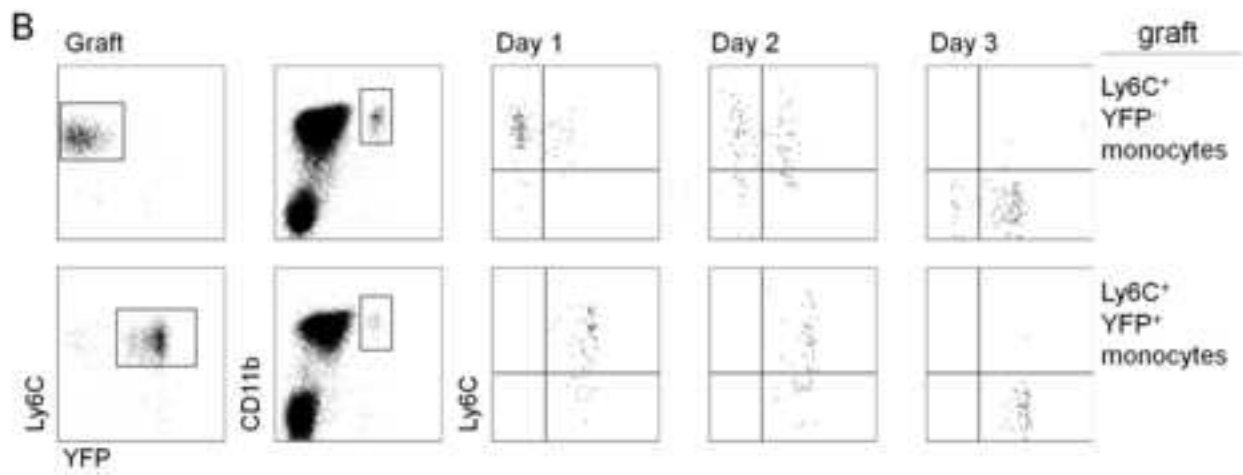 B
Graft
Day 1
Day 2
Day 3
graft
Ly6C⁺
YFP⁻
monocytes
Ly6C⁺
YFP⁺
monocytes
Ly6C
CD11b
Ly6C
YFP